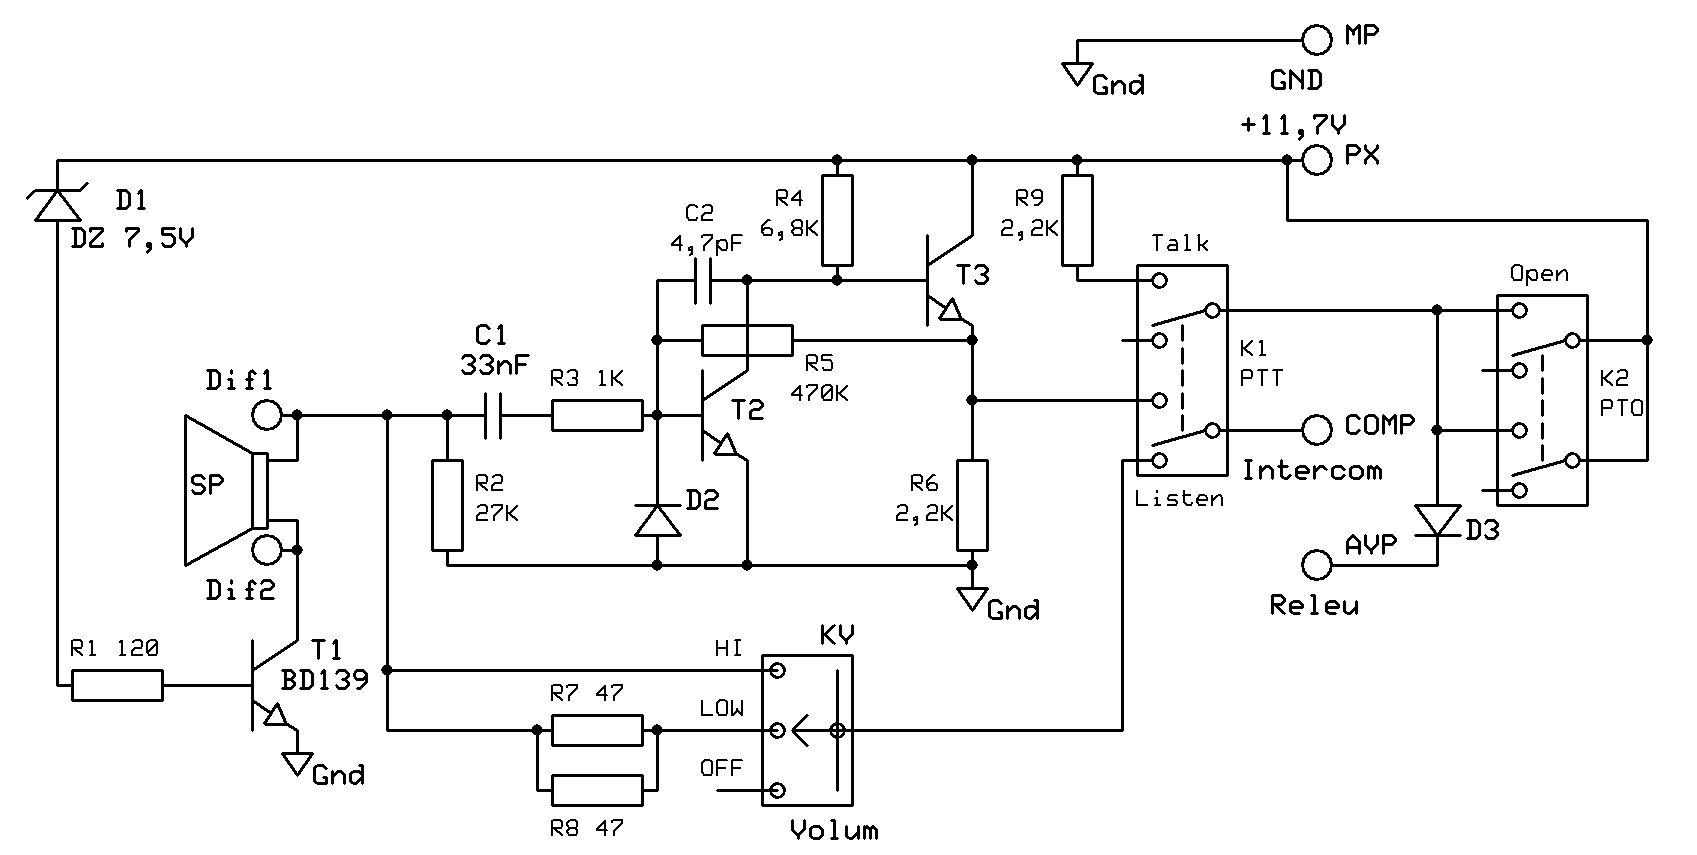 MP
Gnd
GND
+11,7V
PX
D1
DZ 7,5V
C2
4,7pF
R4
6,8K
R9
2,2K
Talk
T3
Open
C1
33nF
R3 1K
R5
470K
K1
PTT
K2
PTO
Dif1
T2
COMP
Intercom
SP
R2
27K
D2
R6
2,2K
Listen
D3
AVP
Dif2
Gnd
Releu
R1 120
T1
BD139
HI
KV
R7 47
LOW
OFF
Gnd
R8 47
Volum